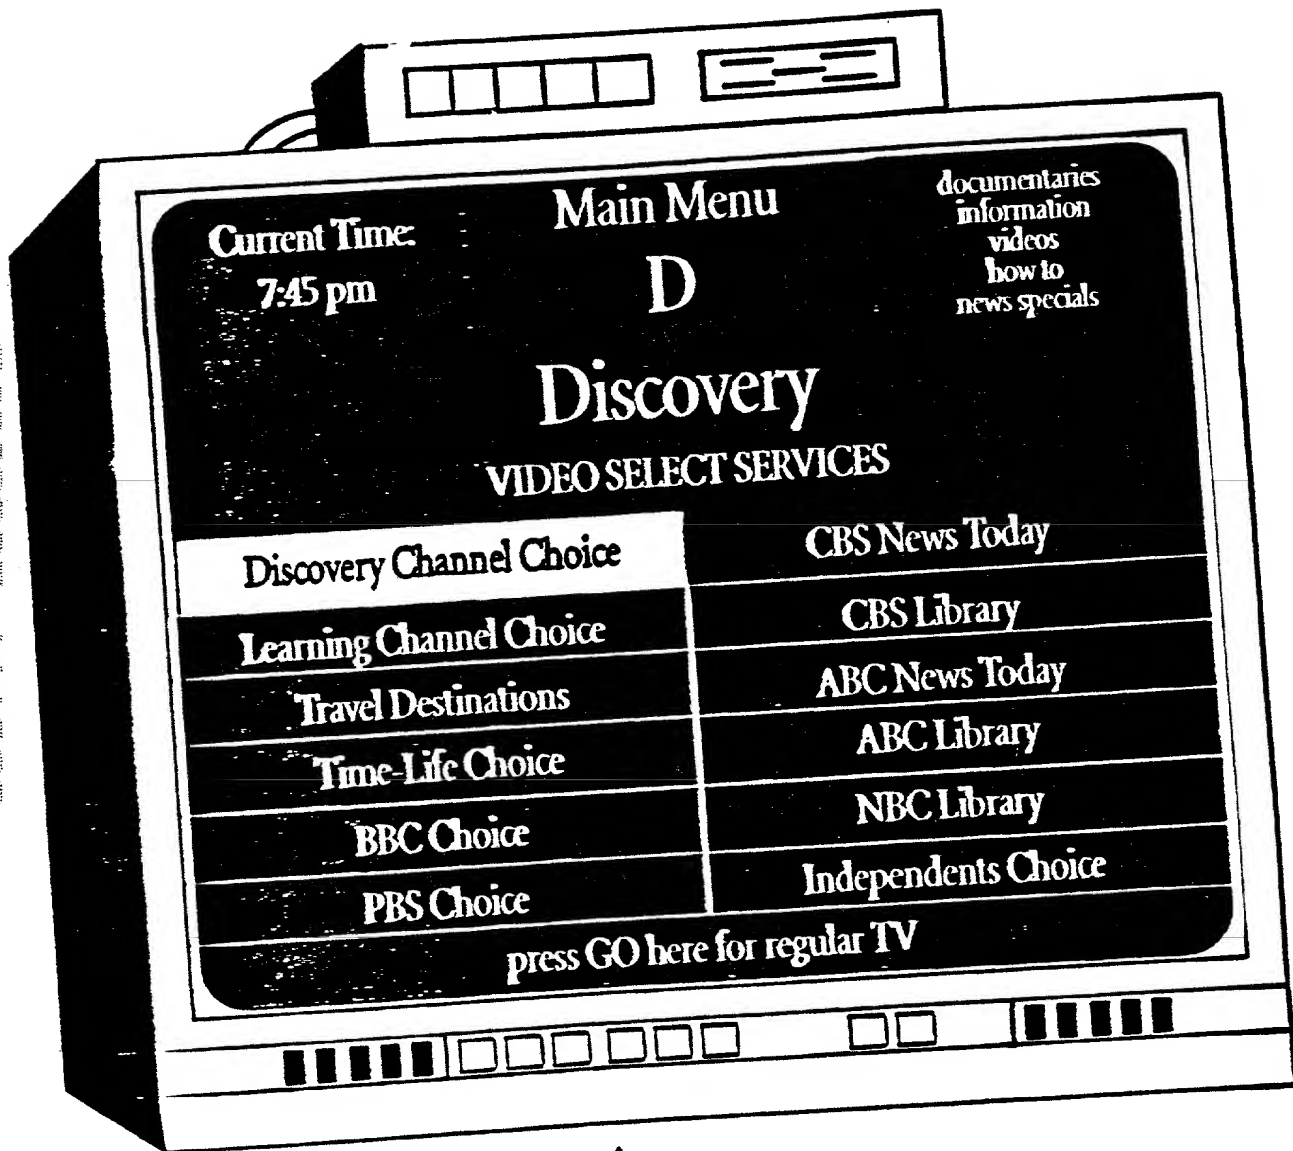 Current Time:
7:45 pm
Main Menu
D
documentaries
information
videos
how to
news specials
Discovery
VIDEO SELECT SERVICES
Discovery Channel Choice
Learning Channel Choice
Travel Destinations
Time-Life Choice
BBC Choice
PBS Choice
CBS News Today
CBS Library
ABC News Today
ABC Library
NBC Library
Independents Choice
press GO here for regular TV